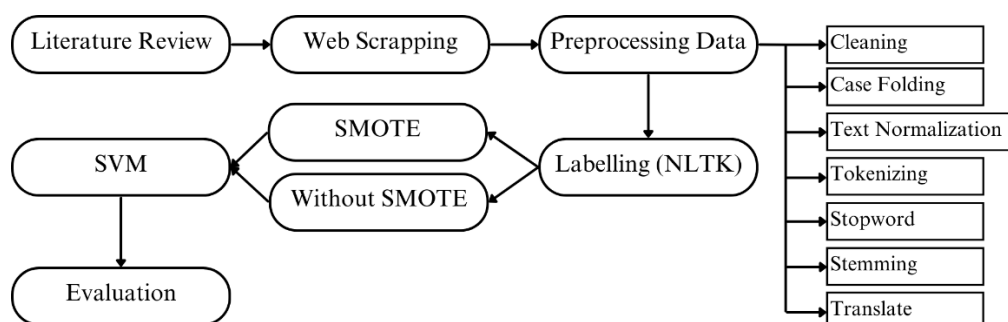 Literature Review
Web Scrapping
Preprocessing Data
Cleaning
Case Folding
Text Normalization
Tokenizing
Stopword
Stemming
Translate
Labelling (NLTK)
SMOTE
Without SMOTE
SVM
Evaluation